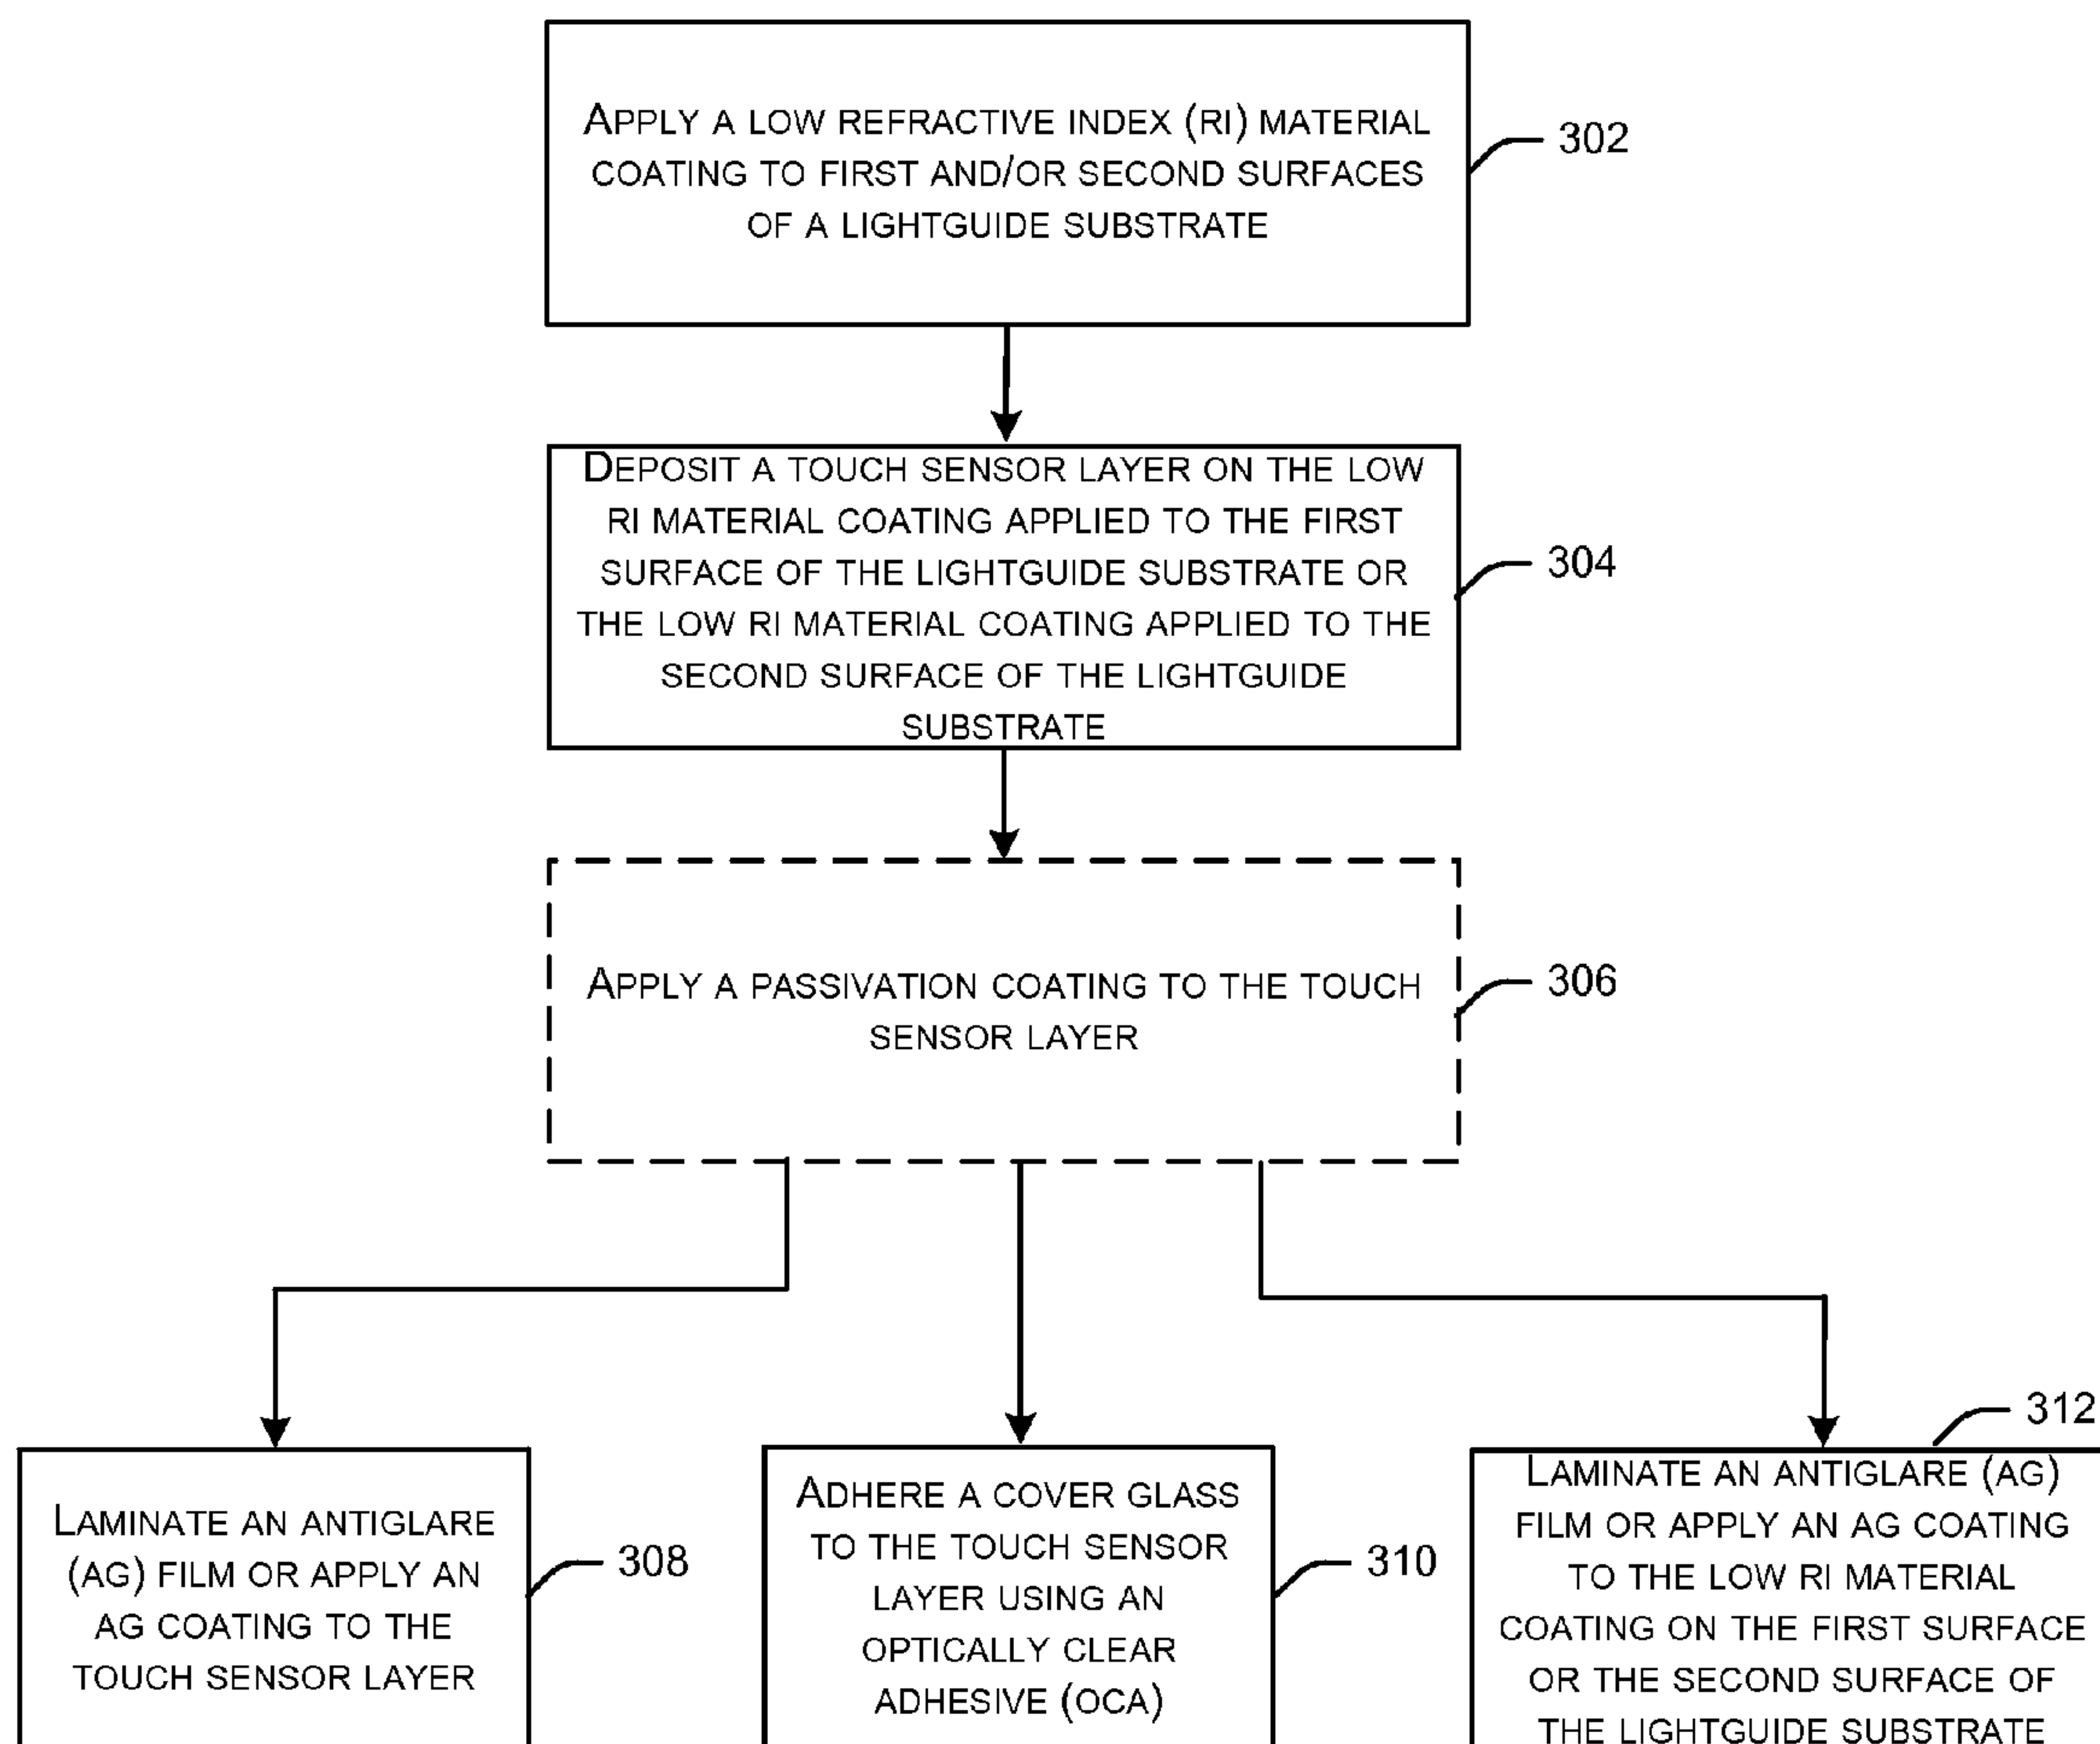 APPLY A LOW REFRACTIVE INDEX (RI) MATERIAL
COATING TO FIRST AND/OR SECOND SURFACES
OF A LIGHTGUIDE SUBSTRATE
302
DEPOSIT A TOUCH SENSOR LAYER ON THE LOW
RI MATERIAL COATING APPLIED TO THE FIRST
SURFACE OF THE LIGHTGUIDE SUBSTRATE OR
THE LOW RI MATERIAL COATING APPLIED TO THE
SECOND SURFACE OF THE LIGHTGUIDE
SUBSTRATE
304
APPLY A PASSIVATION COATING TO THE TOUCH
SENSOR LAYER
306
LAMINATE AN ANTIGLARE
(AG) FILM OR APPLY AN
AG COATING TO THE
TOUCH SENSOR LAYER
308
ADHERE A COVER GLASS
TO THE TOUCH SENSOR
LAYER USING AN
OPTICALLY CLEAR
ADHESIVE (OCA)
310
312
LAMINATE AN ANTIGLARE (AG)
FILM OR APPLY AN AG COATING
TO THE LOW RI MATERIAL
COATING ON THE FIRST SURFACE
OR THE SECOND SURFACE OF
THE LIGHTGUIDE SUBSTRATE